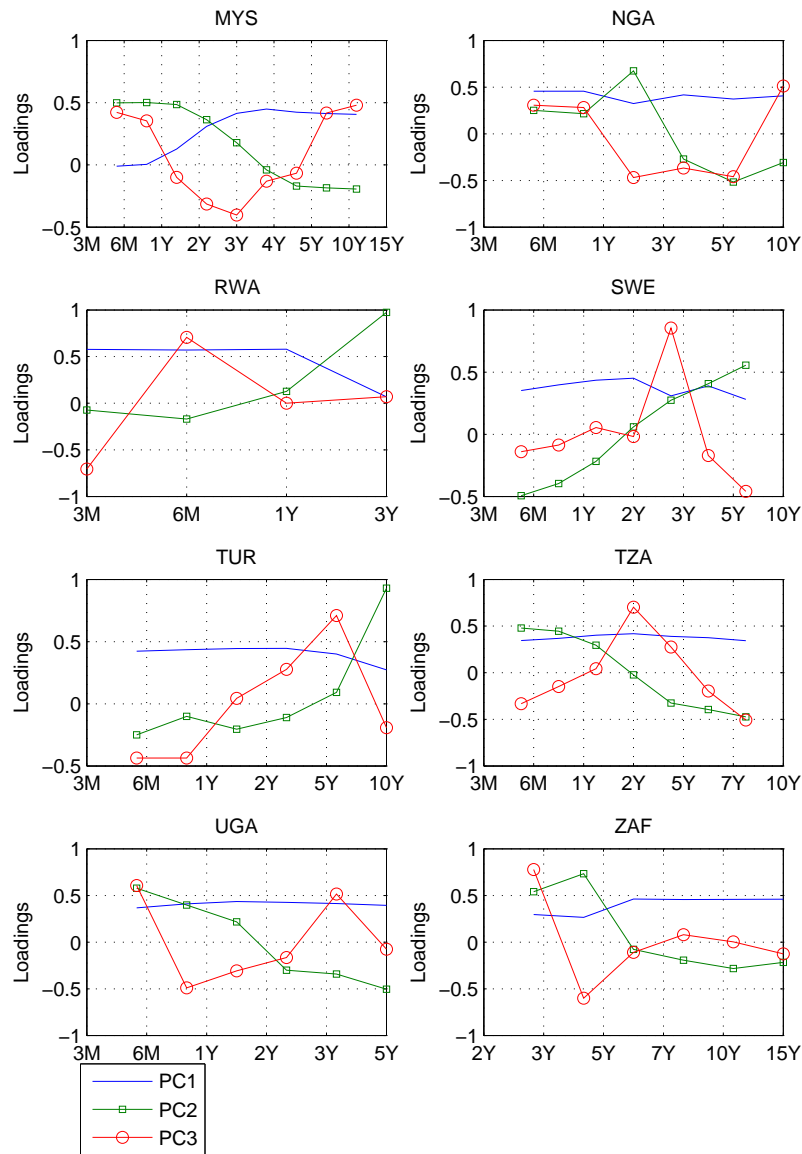 MYS
1
0.5
0
−0.5
Loadings
3M 6M 1Y 2Y 3Y 4Y 5Y 10Y 15Y
NGA
1
0.5
0
−0.5
−1
Loadings
3M 6M 1Y 3Y 5Y 10Y
RWA
1
0.5
0
−0.5
−1
Loadings
3M 6M 1Y 3Y
SWE
1
0.5
0
−0.5
Loadings
3M 6M 1Y 2Y 3Y 5Y 10Y
TUR
1
0.5
0
−0.5
Loadings
3M 6M 1Y 2Y 5Y 10Y
TZA
1
0.5
0
−0.5
−1
Loadings
3M 6M 1Y 2Y 5Y 7Y 10Y
UGA
1
0.5
0
−0.5
−1
Loadings
3M 6M 1Y 2Y 3Y 5Y
ZAF
1
0.5
0
−0.5
−1
Loadings
2Y 3Y 5Y 7Y 10Y 15Y
PC1
PC2
PC3